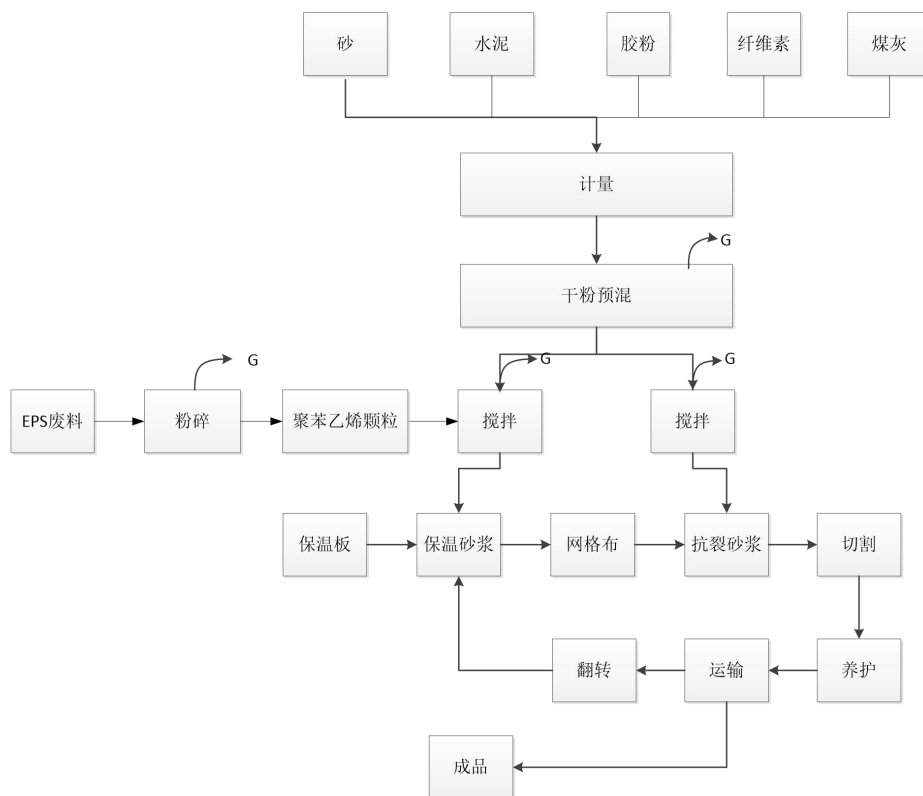 砂
水泥
胶粉
纤维素
煤灰
计量
G
干粉预混
G
G
G
EPS废料
粉碎
聚苯乙烯颗粒
搅拌
搅拌
保温板
保温砂浆
网格布
抗裂砂浆
切割
翻转
运输
养护
成品